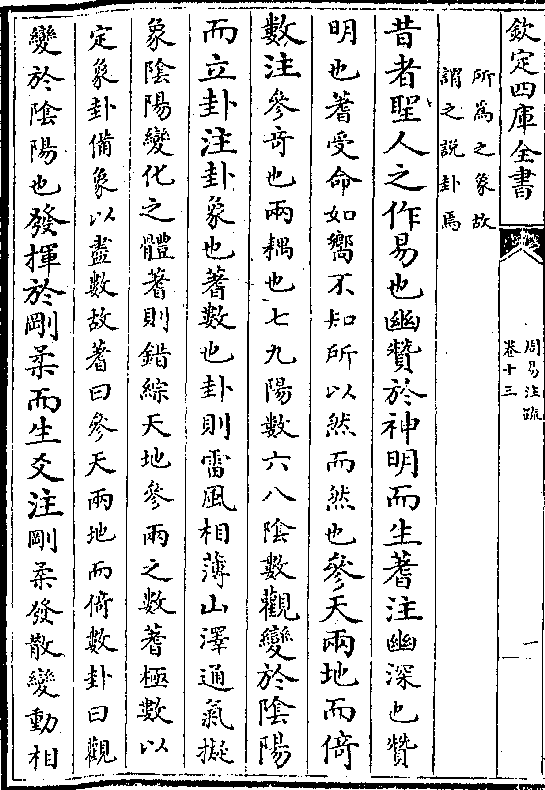 欽定四庫全書
周易注疏
卷十三
一
所為之象故
謂之說卦焉
昔者聖人之作易也幽贊於神明而生蓍注幽深也贊
明也蓍受命如嚮不知所以然而然也參天兩地而倚
數注參奇也兩耦也七九陽數六八陰數觀變於陰陽
而立卦注卦象也蓍數也卦則雷風相薄山澤通氣擬
象陰陽變化之體蓍則錯綜天地參兩之數蓍極數以
定象卦備象以盡數故蓍曰參天兩地而倚數卦曰觀
變於陰陽也發揮於剛柔而生爻注剛柔發散變動相